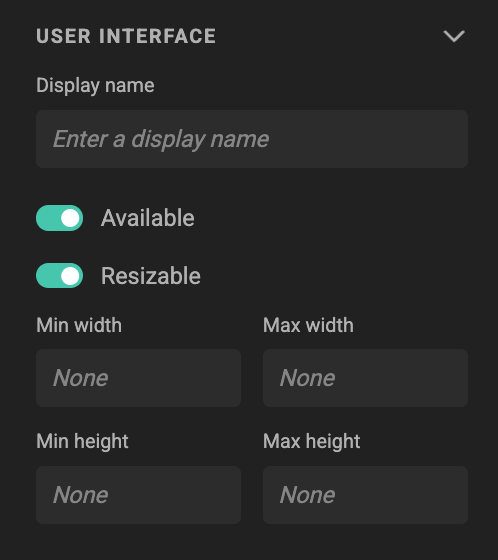 USER INTERFACE
Display name
Enter a display name
Available
Resizable
Min width Max width
None None
Min height Max height
None None